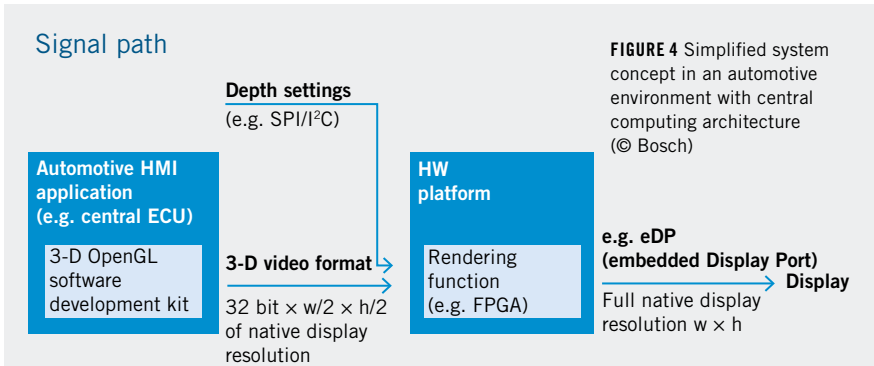 Signal path
FIGURE 4 Simplified system
concept in an automotive
environment with central
computing architecture
(© Bosch)
Depth settings
(e.g. SPI/I²C)
Automotive HMI
application
(e.g. central ECU)
3-D OpenGL
software
development kit
3-D video format
32 bit × w/2 × h/2
of native display
resolution
HW
platform
Rendering
function
(e.g. FPGA)
e.g. eDP
(embedded Display Port)
Display
Full native display
resolution w × h